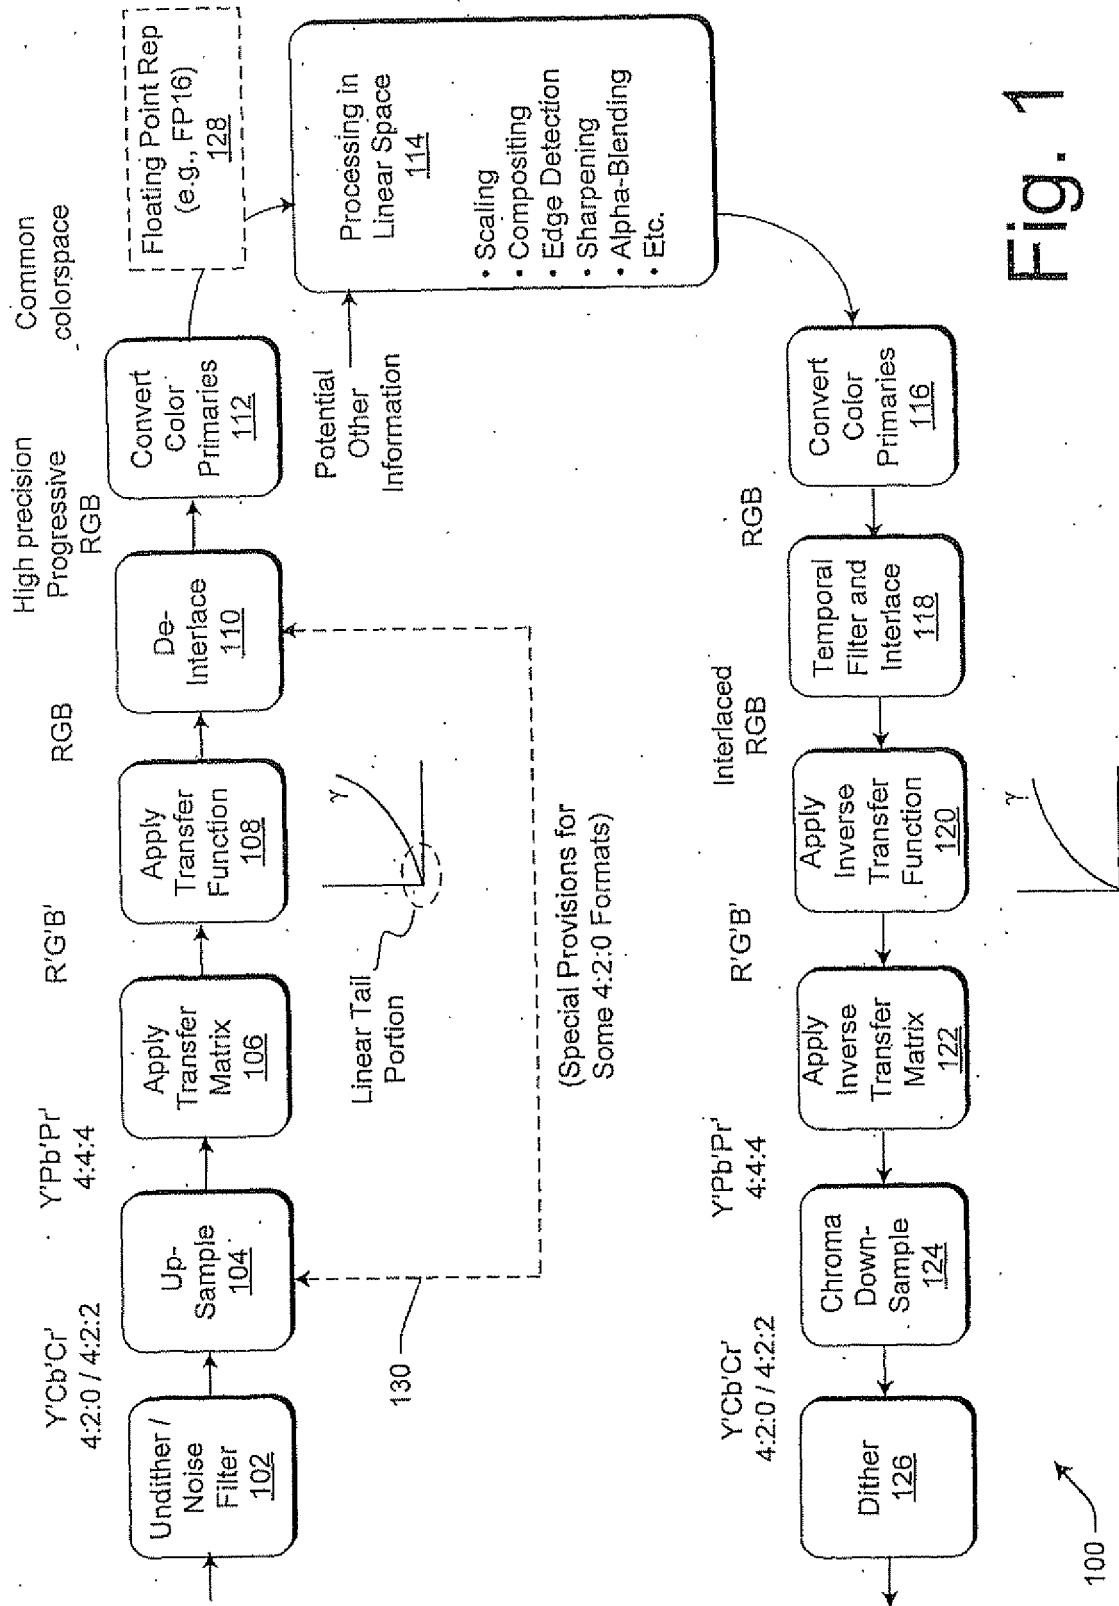 Common
colorspace
High precision
Progressive
RGB
RGB
R'G'B'
Y'Pb'Pr'
4:4:4
Y'Cb'Cr'
4:2:0 / 4:2:2
Undither /
Noise
Filter
102
Up-
Sample
104
Apply
Transfer
Matrix
106
Apply
Transfer
Function
108
De-
Interlace
110
Convert
Color
Primaries
112
Floating Point Rep
(e.g., FP16)
128
Processing in
Linear Space
114
• Scaling
• Compositing
• Edge Detection
• Sharpening
• Alpha-Blending
• Etc.
Potential
Other
Information
γ
Linear Tail
Portion
130
(Special Provisions for
Some 4:2:0 Formats)
RGB
Interlaced
RGB
R'G'B'
Y'Pb'Pr'
4:4:4
Y'Cb'Cr'
4:2:0 / 4:2:2
Convert
Color
Primaries
116
Temporal
Filter and
Interlace
118
Apply
Inverse
Transfer
Function
120
Apply
Inverse
Transfer
Matrix
122
Chroma
Down-
Sample
124
Dither
126
γ
100
Fig. 1